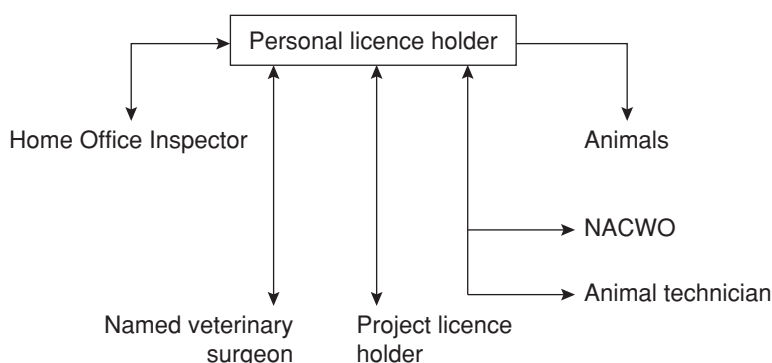 Personal licence holder
Home Office Inspector
Animals
NACWO
Animal technician
Named veterinary
surgeon
Project licence
holder